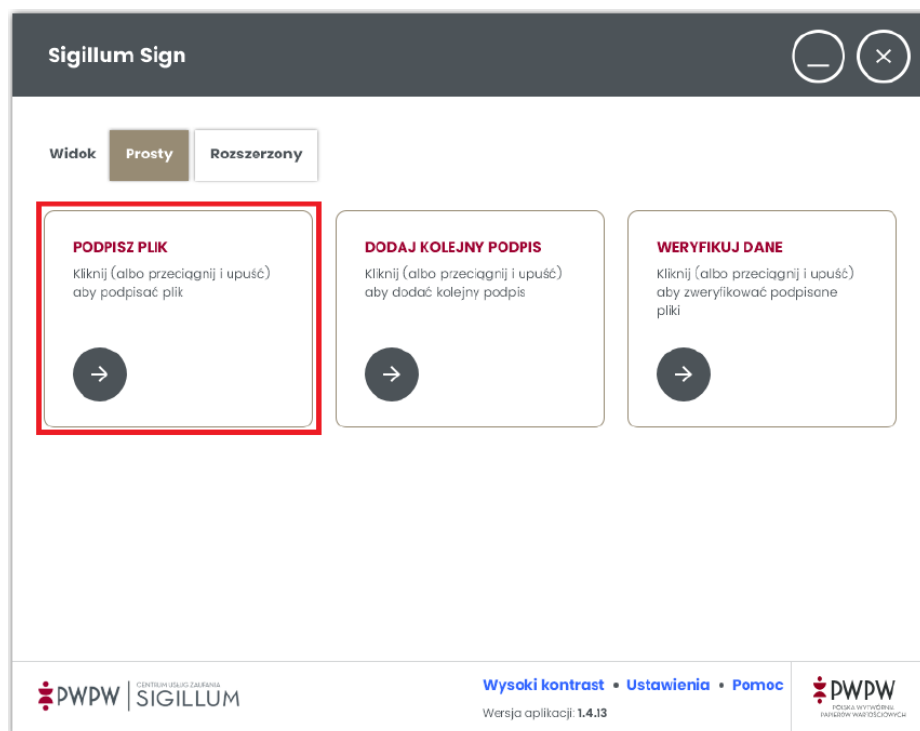 Sigillum Sign
Widok Prosty Rozszerzony
PODPISZ PLIK
Kliknij (albo przeciągnij i upuść)
aby podpisać plik
DODAJ KOLEJNY PODPIS
Kliknij (albo przeciągnij i upuść)
aby dodać kolejny podpis
WERYFIKUJ DANE
Kliknij (albo przeciągnij i upuść)
aby zweryfikować podpisane
pliki
PWPW
CENTRUM USŁUG ZAUFANIA
SIGILLUM
Wysoki kontrast • Ustawienia • Pomoc
Wersja aplikacji: 1.4.13
PWPW
POLSKA WYTWÓRNIA
PAPIERÓW WARTOŚCIOWYCH